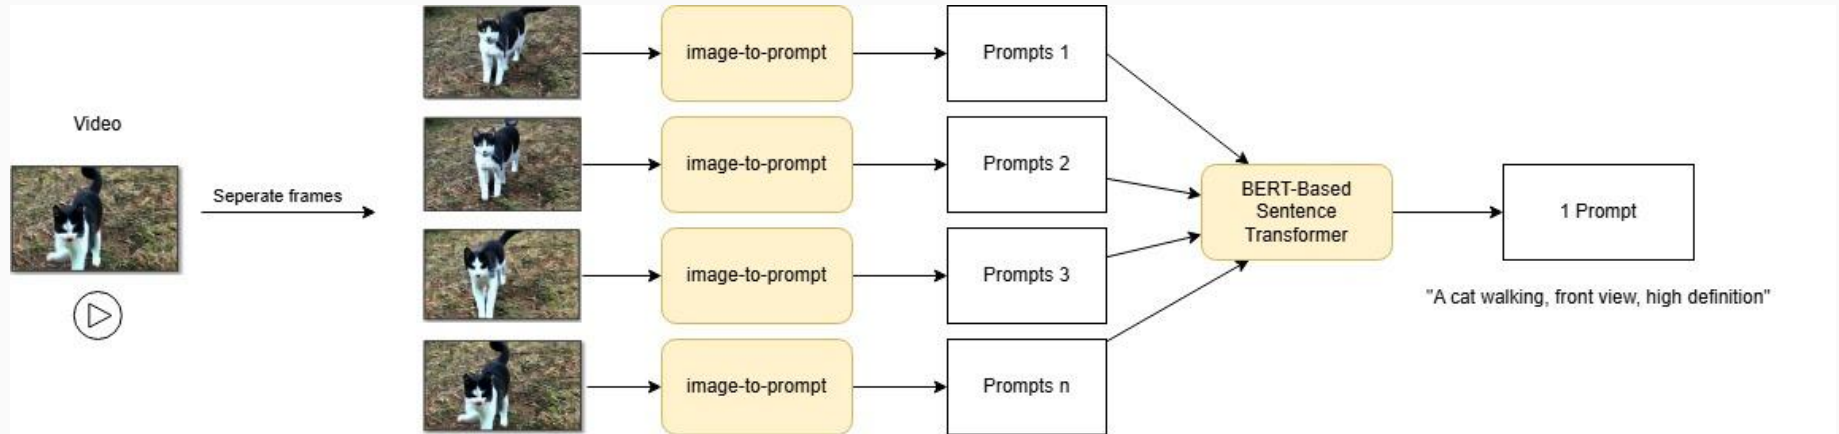 Video
Seperate frames
image-to-prompt
Prompts 1
image-to-prompt
Prompts 2
image-to-prompt
Prompts 3
image-to-prompt
Prompts n
BERT-Based
Sentence
Transformer
1 Prompt
"A cat walking, front view, high definition"